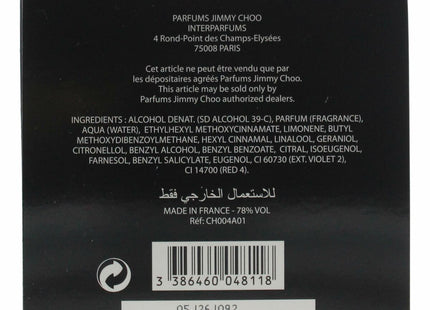 PARFUMS JIMMY CHOO
INTERPARFUMS
4 Rond-Point des Champs-Elysées
75008 PARIS
Cet article ne peut être vendu que par
les dépositaires agréés Parfums Jimmy Choo.
This article may be sold only by
Parfums Jimmy Choo authorized dealers.
INGREDIENTS : ALCOHOL DENAT. (SD ALCOHOL 39-C), PARFUM (FRAGRANCE),
AQUA (WATER), ETHYLHEXYL METHOXYCINNAMATE, LIMONENE, BUTYL
METHOXYDIBENZOYLMETHANE, HEXYL CINNAMAL, LINALOOL, GERANIOL,
CITRONELLOL, BENZYL ALCOHOL, BENZYL BENZOATE, CITRAL, ISOEUGENOL,
FARNESOL, BENZYL SALICYLATE, EUGENOL, CI 60730 (EXT. VIOLET 2),
CI 14700 (RED 4).
للاستعمال الخارجي فقط
MADE IN FRANCE - 78% VOL
Réf: CH004A01
3 386460 048118